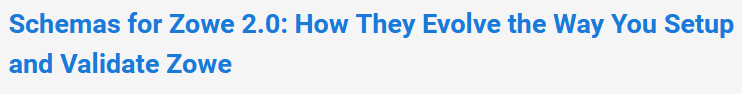 Schemas for Zowe 2.0: How They Evolve the Way You Setup
and Validate Zowe